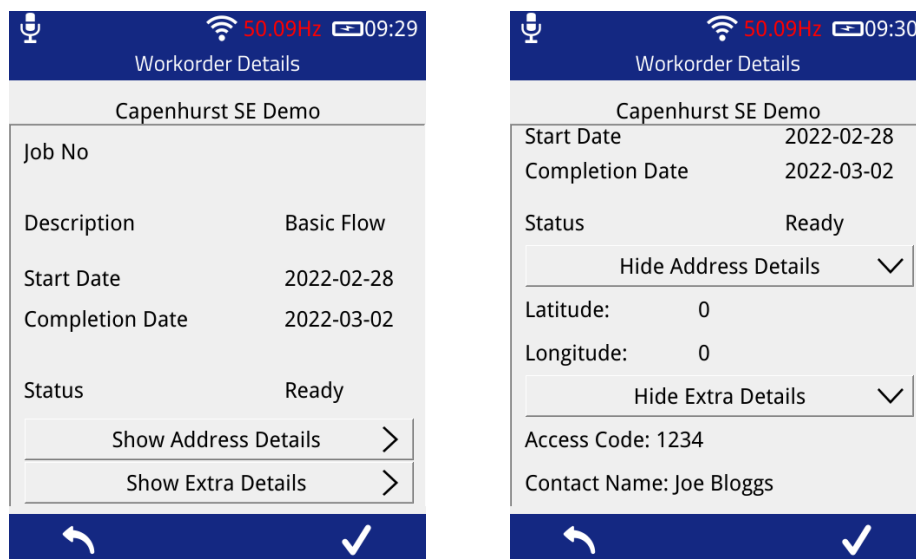 50.09Hz 09:29
Workorder Details
Capenhurst SE Demo
Job No
Description Basic Flow
Start Date 2022-02-28
Completion Date 2022-03-02
Status Ready
Show Address Details
Show Extra Details
50.09Hz 09:30
Workorder Details
Capenhurst SE Demo
Start Date 2022-02-28
Completion Date 2022-03-02
Status Ready
Hide Address Details
Latitude: 0
Longitude: 0
Hide Extra Details
Access Code: 1234
Contact Name: Joe Bloggs